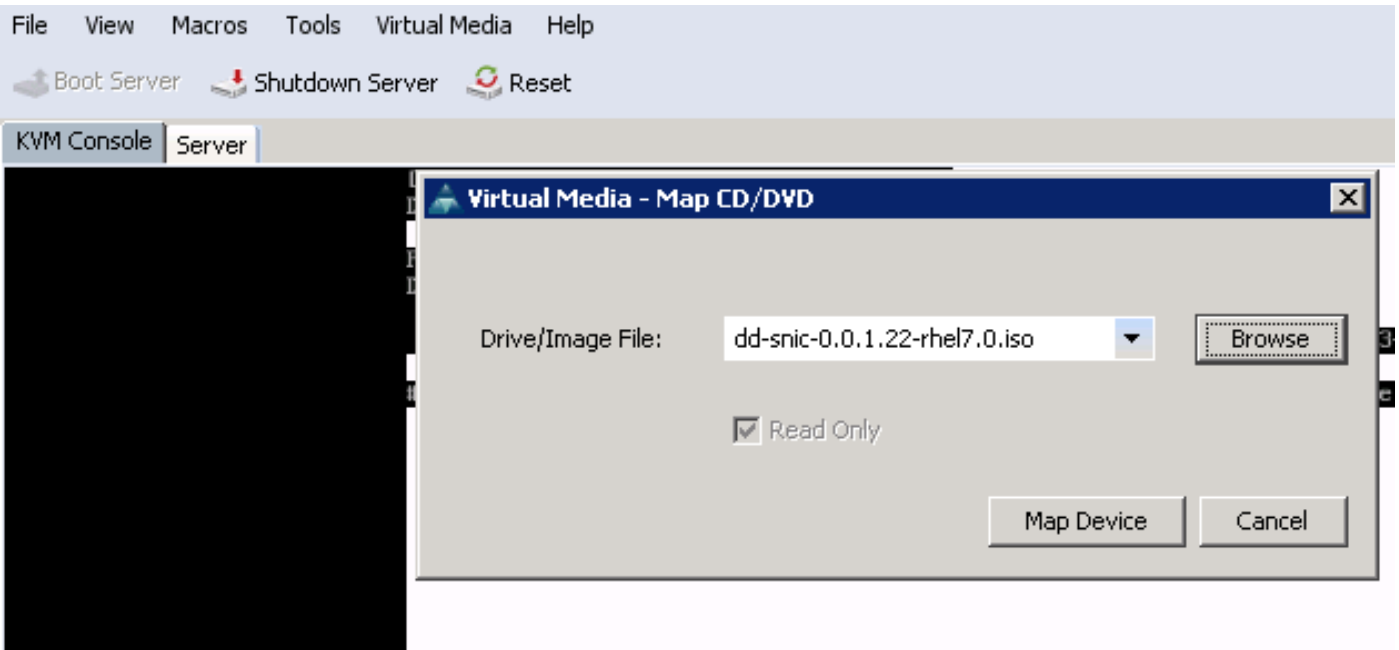 File View Macros Tools Virtual Media Help
Boot Server Shutdown Server Reset
KVM Console Server
Virtual Media - Map CD/DVD
Drive/Image File: dd-snic-0.0.1.22-rhel7.0.iso Browse
Read Only
Map Device Cancel